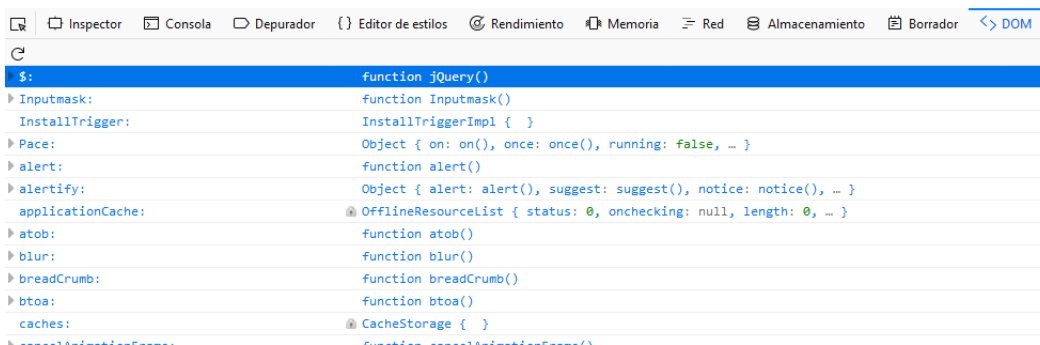 Inspector Consola Depurador {} Editor de estilos Rendimiento Memoria Red Almacenamiento Borrador DOM
$: function jQuery()
Inputmask: function Inputmask()
InstallTrigger: InstallTriggerImpl { }
Pace: Object { on: on(), once: once(), running: false, … }
alert: function alert()
alertify: Object { alert: alert(), suggest: suggest(), notice: notice(), … }
applicationCache: OfflineResourceList { status: 0, onchecking: null, length: 0, … }
atob: function atob()
blur: function blur()
breadCrumb: function breadCrumb()
btoa: function btoa()
caches: CacheStorage { }
cancelAnimationFrame: function cancelAnimationFrame()